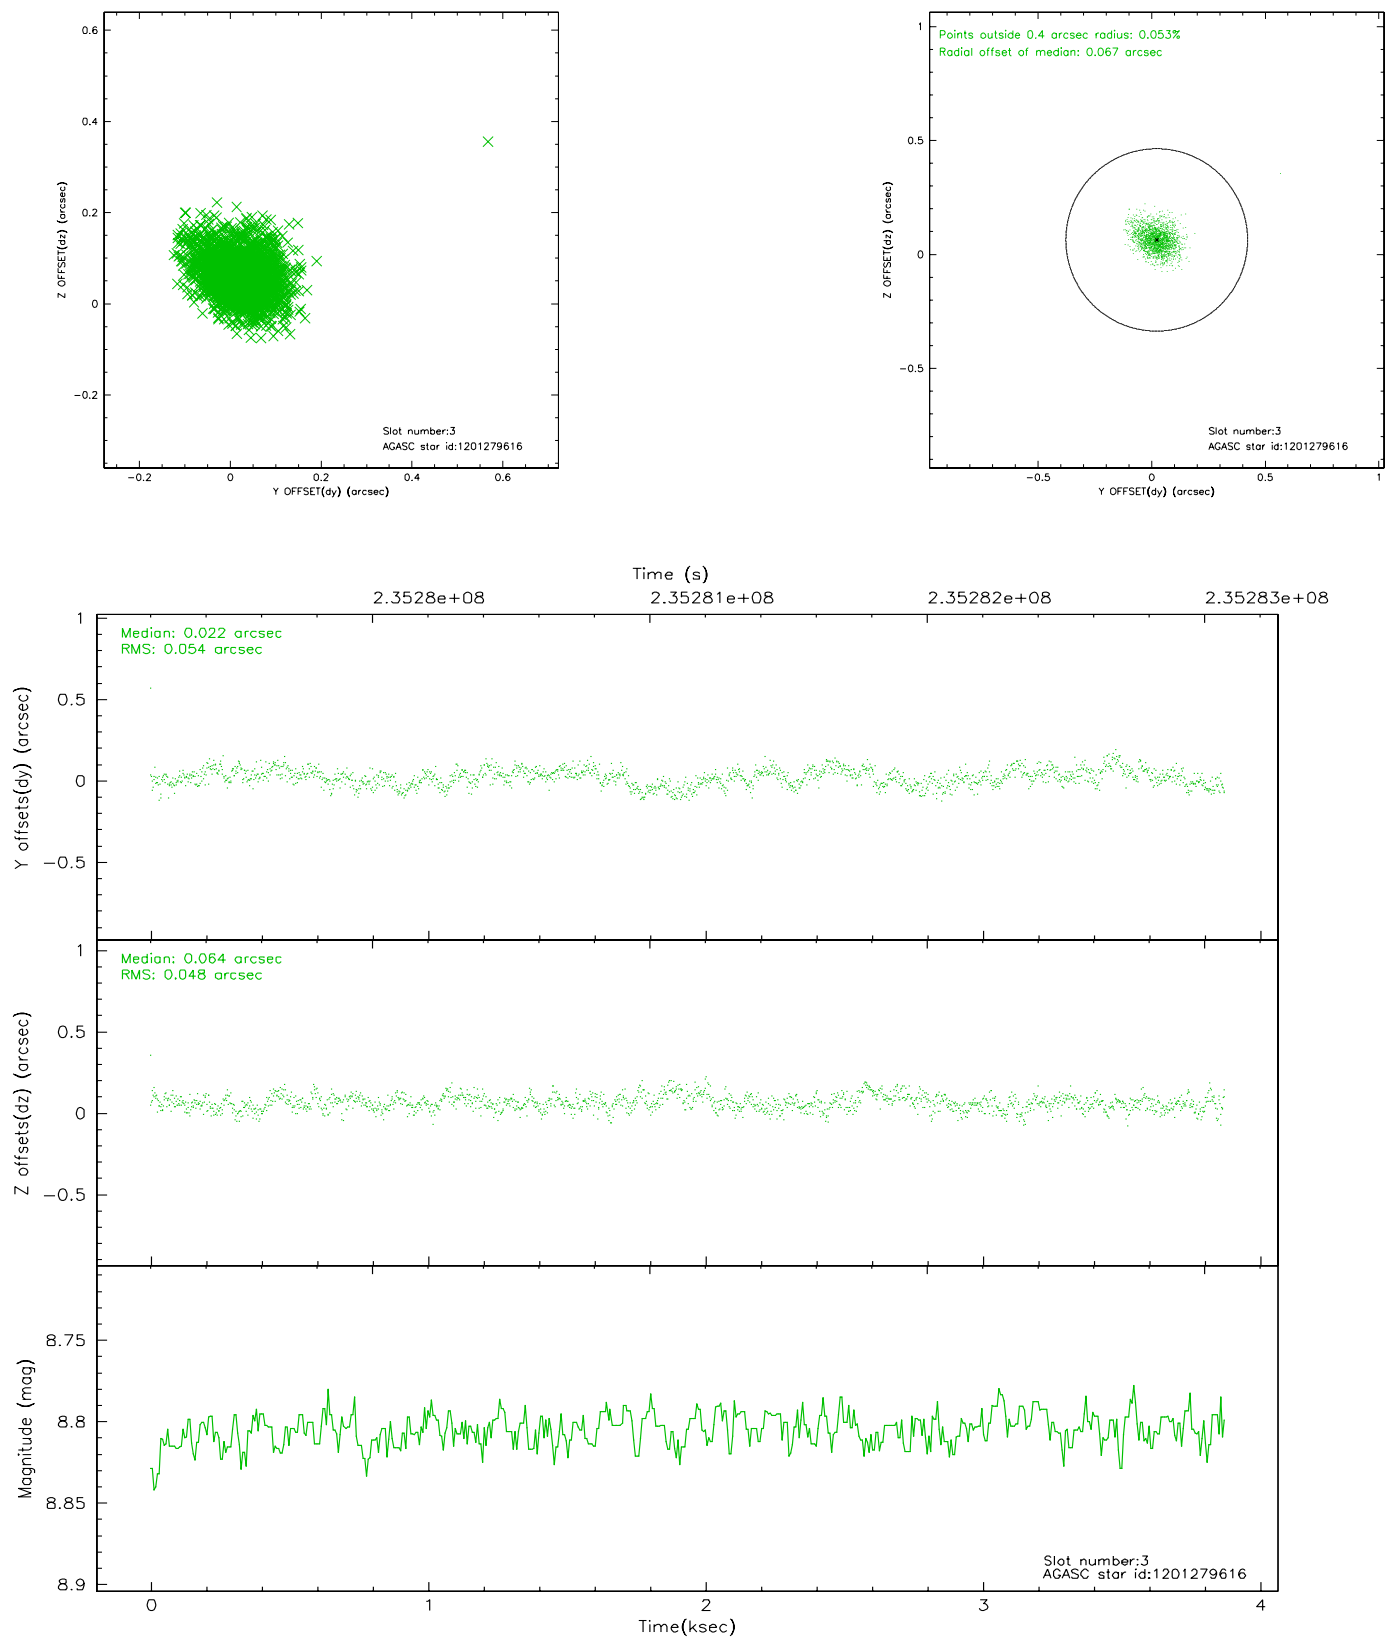 0.6
0.4
0.2
0
−0.2
Z OFFSET(dz) (arcsec)
Slot number:3
AGASC star id:1201279616
−0.2 0 0.2 0.4 0.6
Y OFFSET(dy) (arcsec)
Points outside 0.4 arcsec radius: 0.053%
Radial offset of median: 0.067 arcsec
1
0.5
0
−0.5
Z OFFSET(dz) (arcsec)
Slot number:3
AGASC star id:1201279616
−0.5 0 0.5 1
Y OFFSET(dy) (arcsec)
Time (s)
2.3528e+08 2.35281e+08 2.35282e+08 2.35283e+08
Median: 0.022 arcsec
RMS: 0.054 arcsec
1
0.5
0
−0.5
Y offsets(dy) (arcsec)
Median: 0.064 arcsec
RMS: 0.048 arcsec
1
0.5
0
−0.5
Z offsets(dz) (arcsec)
8.75
8.8
8.85
8.9
Magnitude (mag)
Slot number:3
AGASC star id:1201279616
0 1 2 3 4
Time(ksec)